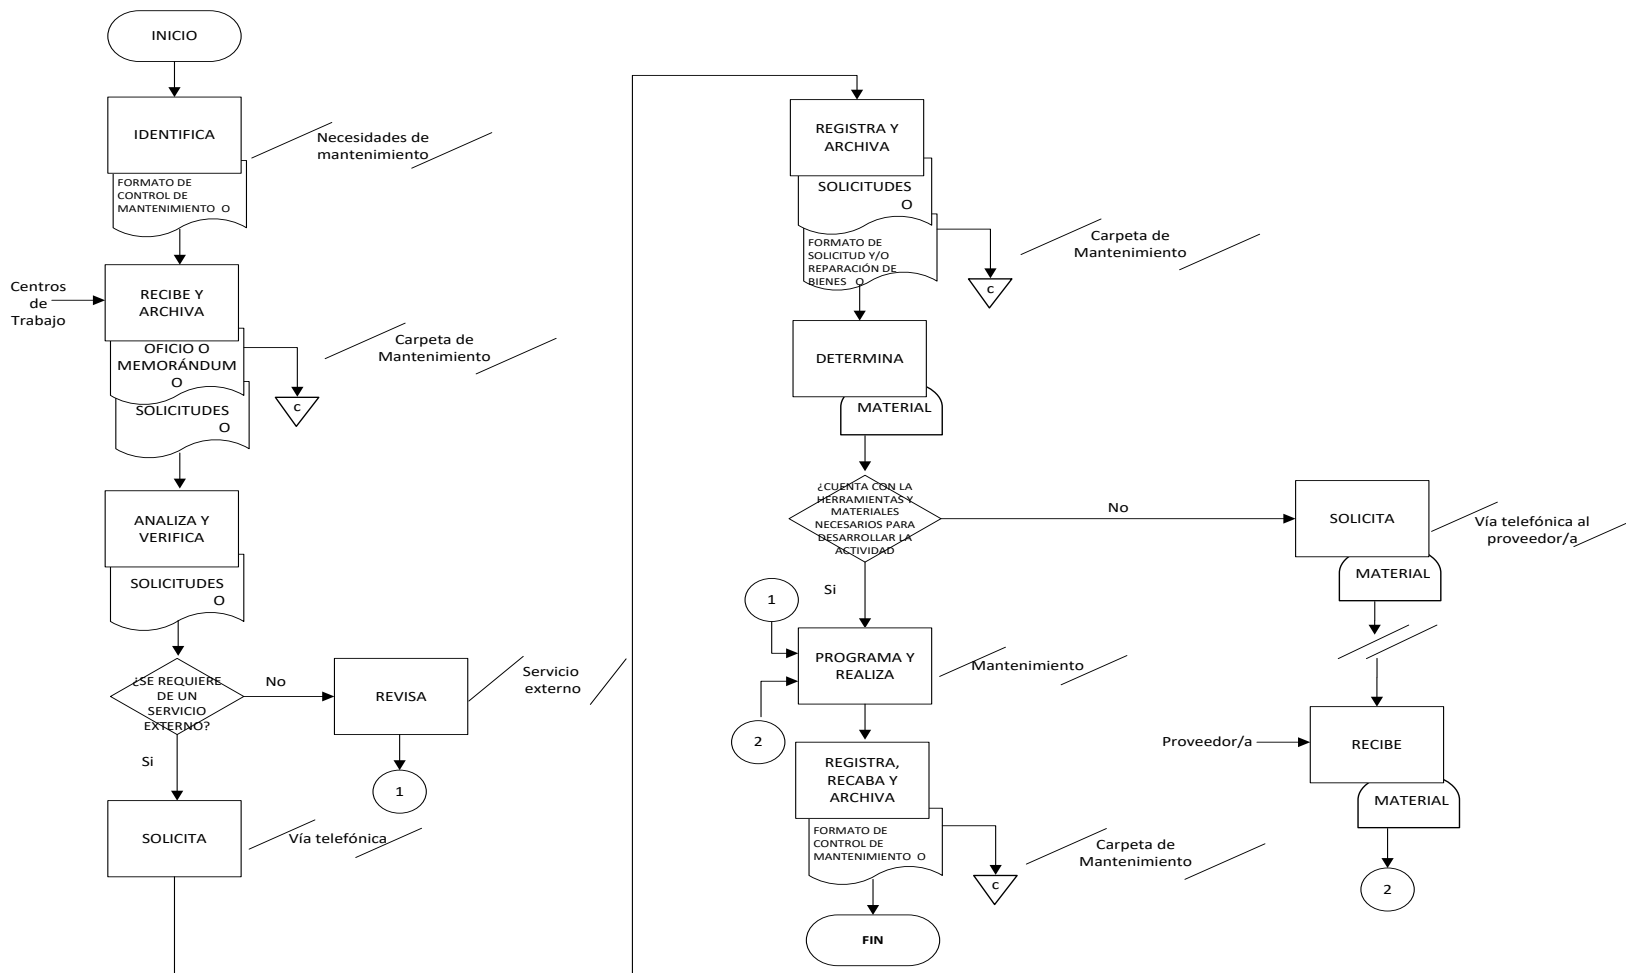 INICIO
IDENTIFICA
Necesidades de
mantenimiento
FORMATO DE
CONTROL DE
MANTENIMIENTO O
Centros
de
Trabajo
RECIBE Y
ARCHIVA
OFICIO O
MEMORÁNDUM
O
Carpeta de
Mantenimiento
C
SOLICITUDES
O
ANALIZA Y
VERIFICA
SOLICITUDES
O
¿SE REQUIERE
DE UN
SERVICIO
EXTERNO?
No
REVISA
Servicio
externo
1
Si
SOLICITA
Vía telefónica
REGISTRA Y
ARCHIVA
SOLICITUDES
O
FORMATO DE
SOLICITUD Y/O
REPARACIÓN DE
BIENES O
Carpeta de
Mantenimiento
C
DETERMINA
MATERIAL
¿CUENTA CON LA
HERRAMIENTAS Y
MATERIALES
NECESARIOS PARA
DESARROLLAR LA
ACTIVIDAD
No
SOLICITA
Vía telefónica al
proveedor/a
MATERIAL
Si
1
PROGRAMA Y
REALIZA
Mantenimiento
2
Proveedor/a
RECIBE
MATERIAL
2
REGISTRA,
RECABA Y
ARCHIVA
FORMATO DE
CONTROL DE
MANTENIMIENTO O
Carpeta de
Mantenimiento
C
FIN